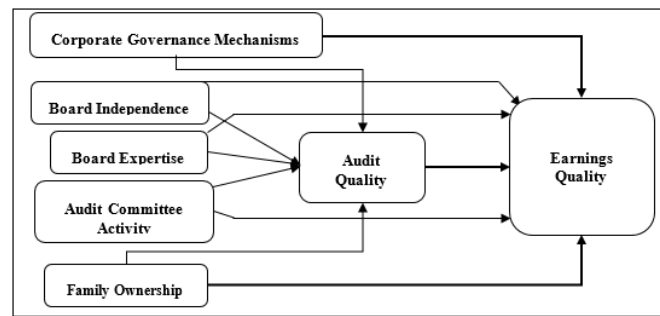 Corporate Governance Mechanisms
Board Independence
Board Expertise
Audit Committee
Activity
Family Ownership
Audit
Quality
Earnings
Quality